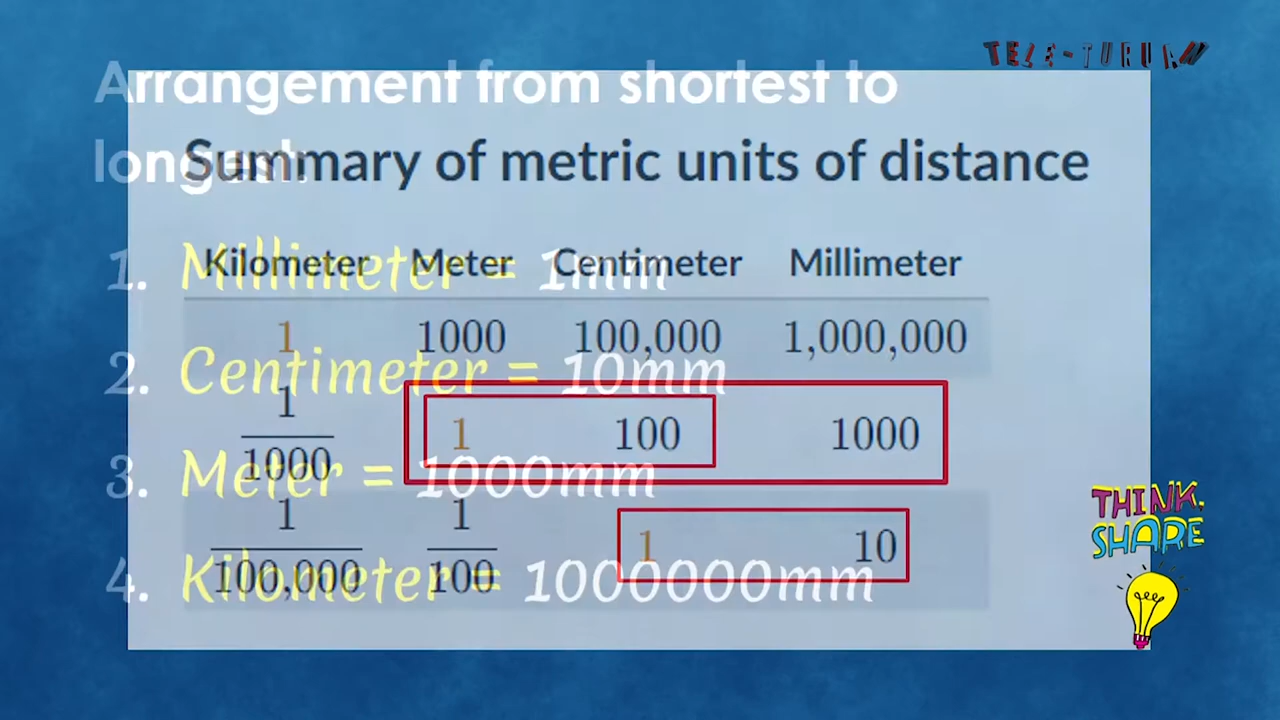 TELE-TURUAN
Arrangement from shortest to
longest:
1. Millimeter = 1mm
2. Centimeter = 10mm
3. Meter = 1000mm
4. Kilometer = 1000000mm
Summary of metric units of distance
Kilometer Meter Centimeter Millimeter
1 1000 100,000 1,000,000
1/1000 1 100 1000
1/100,000 1/100 1 10
THINK.
SHARE